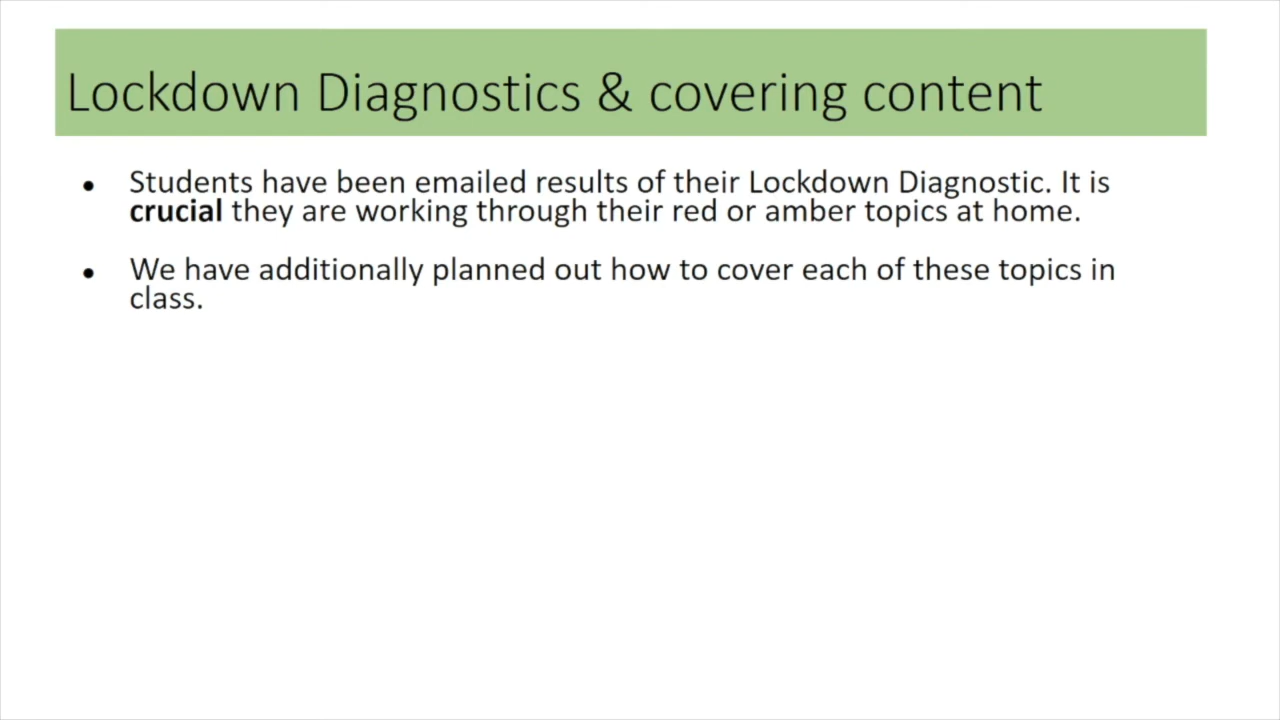 Lockdown Diagnostics & covering content
• Students have been emailed results of their Lockdown Diagnostic. It is
crucial they are working through their red or amber topics at home.
• We have additionally planned out how to cover each of these topics in
class.